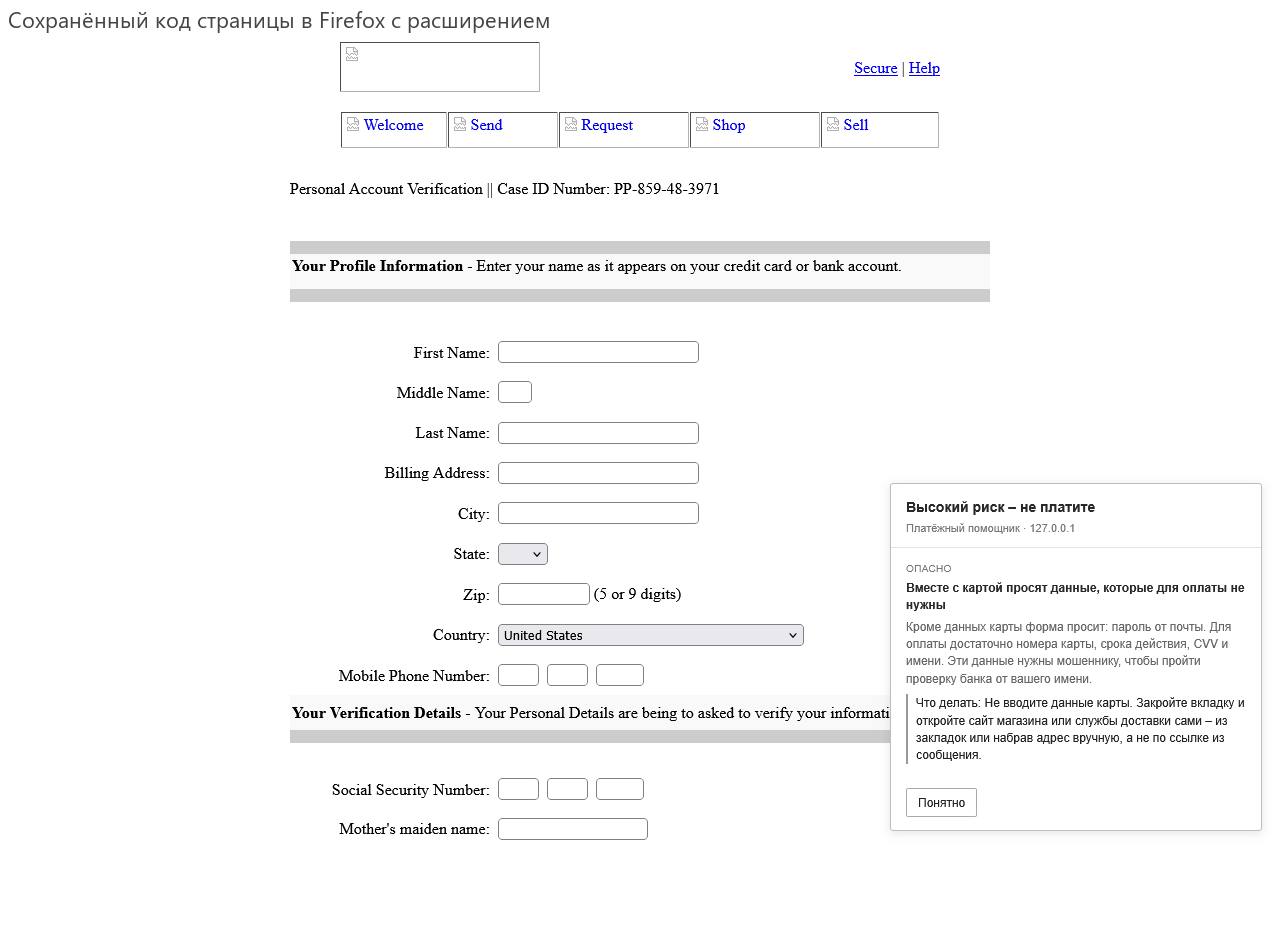 Сохранённый код страницы в Firefox с расширением
Secure | Help
Welcome Send Request Shop Sell
Personal Account Verification || Case ID Number: PP-859-48-3971
Your Profile Information - Enter your name as it appears on your credit card or bank account.
First Name:
Middle Name:
Last Name:
Billing Address:
City:
State:
Zip: (5 or 9 digits)
Country: United States
Mobile Phone Number:
Your Verification Details - Your Personal Details are being to asked to verify your informati
Social Security Number:
Mother's maiden name:
Высокий риск – не платите
Платёжный помощник · 127.0.0.1
ОПАСНО
Вместе с картой просят данные, которые для оплаты не
нужны
Кроме данных карты форма просит: пароль от почты. Для
оплаты достаточно номера карты, срока действия, CVV и
имени. Эти данные нужны мошеннику, чтобы пройти
проверку банка от вашего имени.
Что делать: Не вводите данные карты. Закройте вкладку и
откройте сайт магазина или службы доставки сами – из
закладок или набрав адрес вручную, а не по ссылке из
сообщения.
Понятно